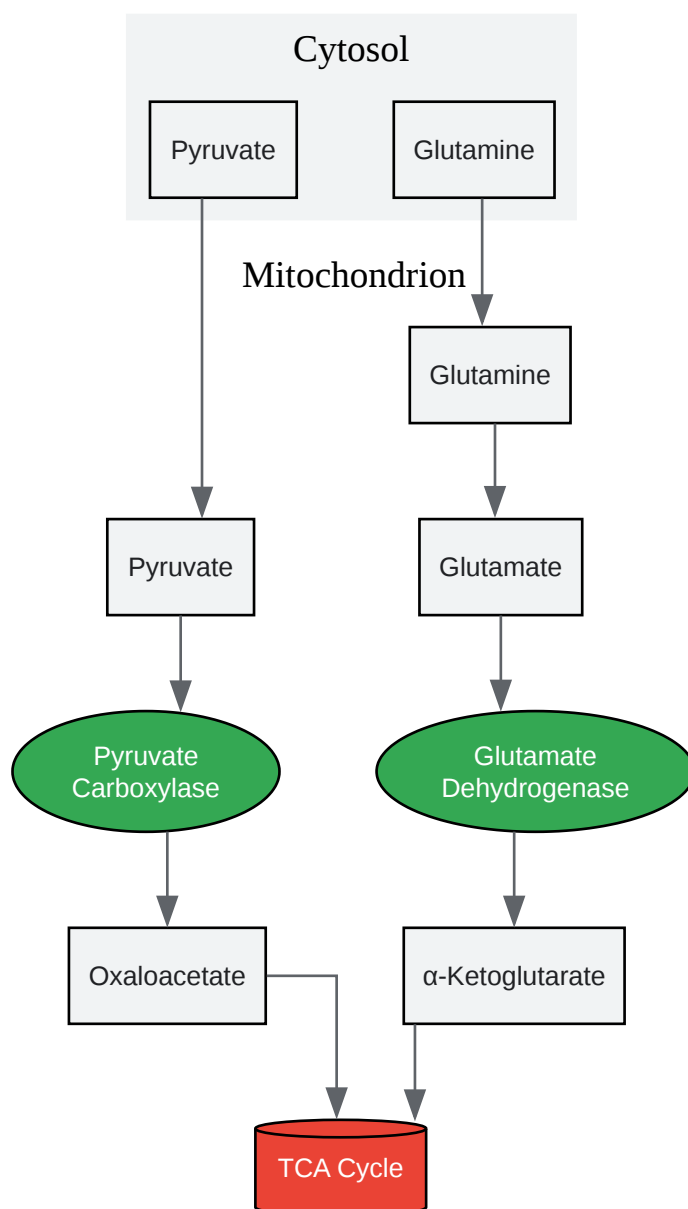 Cytosol
Pyruvate
Glutamine
Mitochondrion
Glutamine
Pyruvate
Glutamate
Pyruvate
Carboxylase
Glutamate
Dehydrogenase
Oxaloacetate
α-Ketoglutarate
TCA Cycle